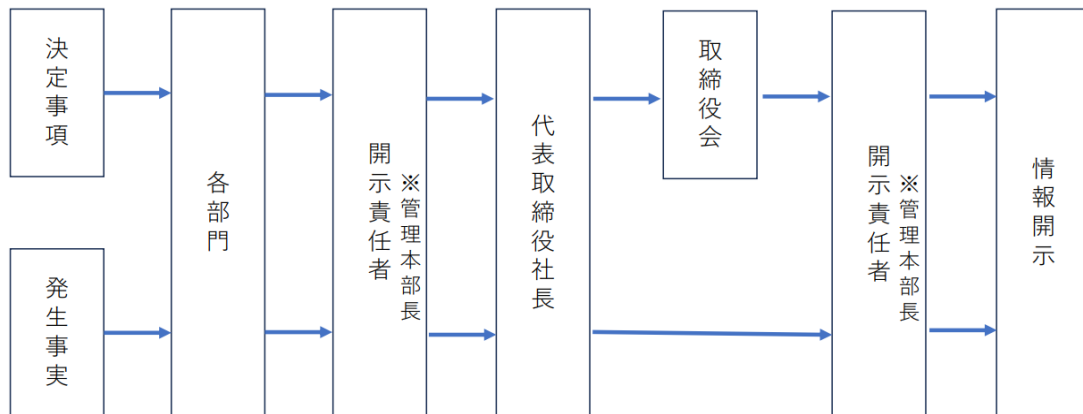 決定事項
発生事実
各部門
※管理本部長
開示責任者
代表取締役社長
取締役会
※管理本部長
開示責任者
情報開示